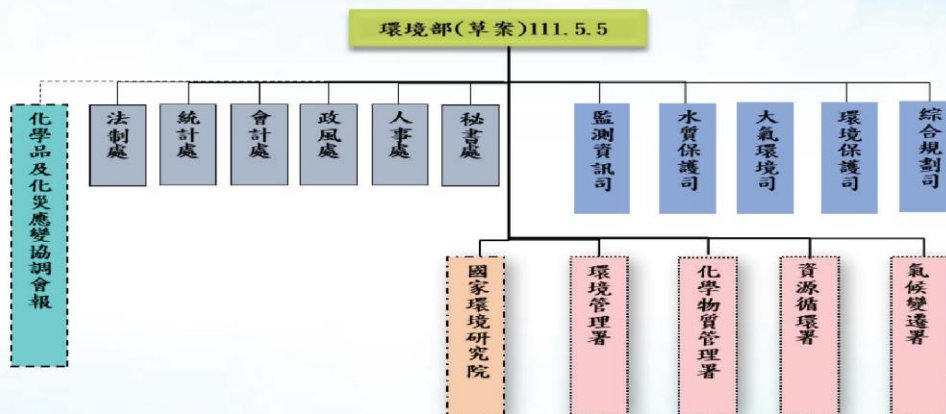 環境部(草案)111.5.5
化學品及化災應變協調會報
法制處
統計處
會計處
政風處
人事處
秘書處
監測資訊司
水質保護司
大氣環境司
環境保護司
綜合規劃司
國家環境研究院
環境管理署
化學物質管理署
資源循環署
氣候變遷署